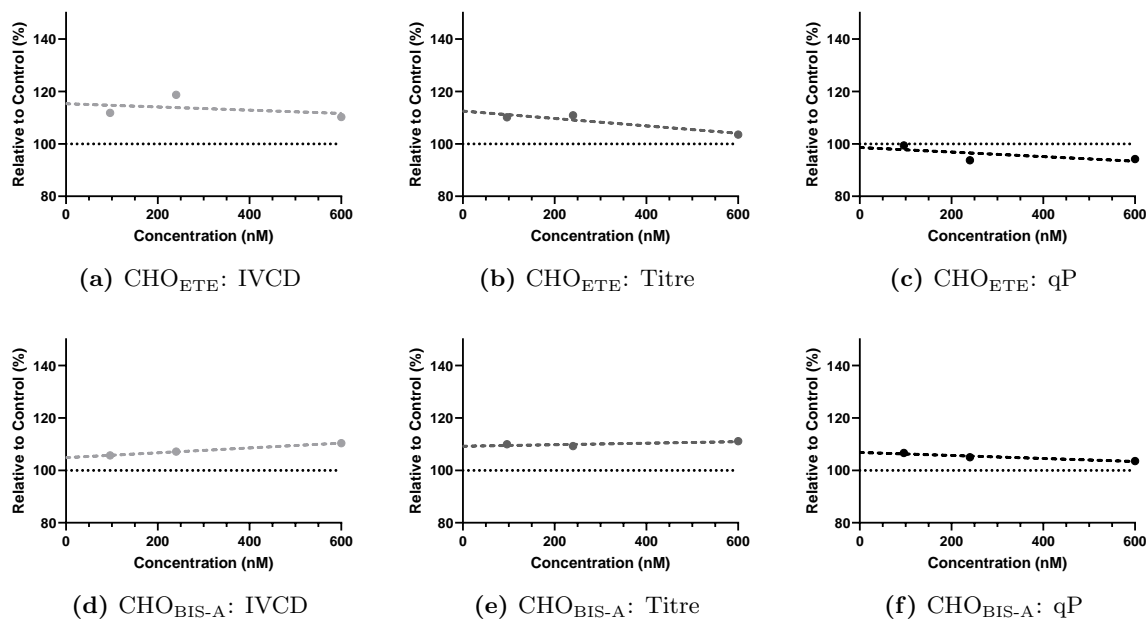 Relative to Control (%)
140
120
100
80
0 200 400 600
Concentration (nM)
(a) CHO_ETE: IVCD
Relative to Control (%)
140
120
100
80
0 200 400 600
Concentration (nM)
(b) CHO_ETE: Titre
Relative to Control (%)
140
120
100
80
0 200 400 600
Concentration (nM)
(c) CHO_ETE: qP
Relative to Control (%)
140
120
100
80
0 200 400 600
Concentration (nM)
(d) CHO_BIS-A: IVCD
Relative to Control (%)
140
120
100
80
0 200 400 600
Concentration (nM)
(e) CHO_BIS-A: Titre
Relative to Control (%)
140
120
100
80
0 200 400 600
Concentration (nM)
(f) CHO_BIS-A: qP